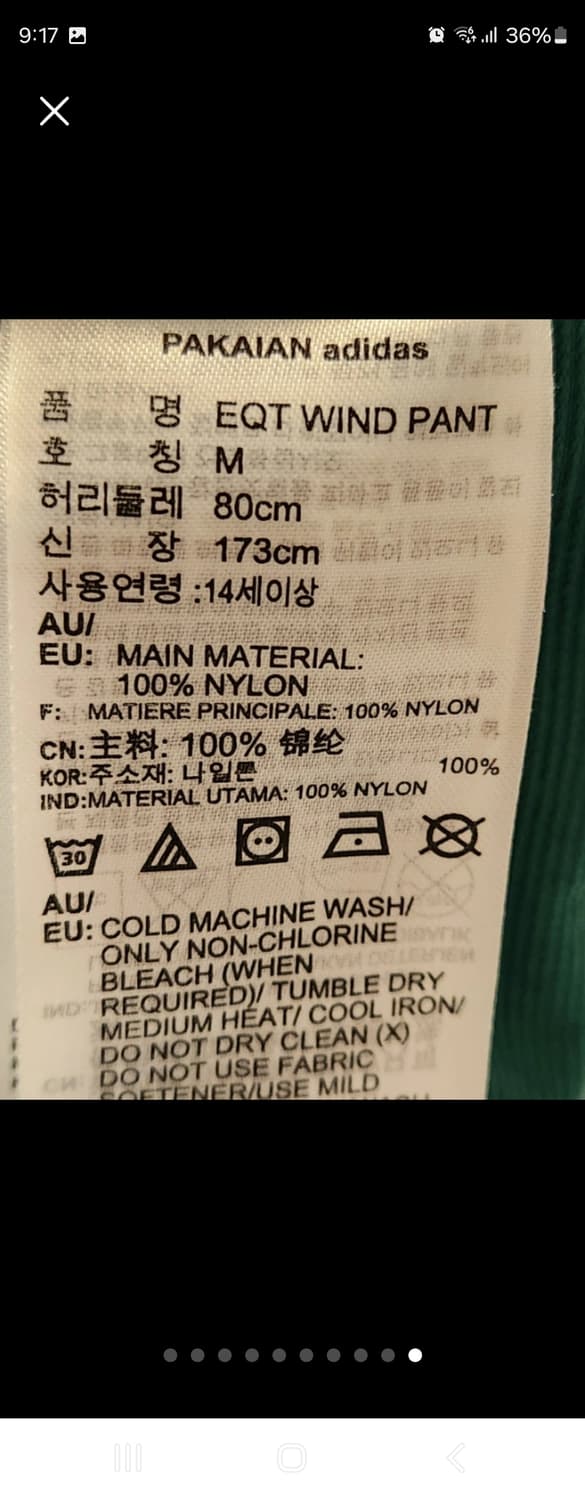 9:17
36%
PAKAIAN adidas
품 명 EQT WIND PANT
호 칭 M
허리둘레 80cm
신 장 173cm
사용연령 :14세이상
AU/
EU: MAIN MATERIAL:
100% NYLON
F: MATIERE PRINCIPALE: 100% NYLON
CN:主料: 100% 锦纶
KOR:주소재: 나일론 100%
IND:MATERIAL UTAMA: 100% NYLON
30
AU/
EU: COLD MACHINE WASH/
ONLY NON-CHLORINE
BLEACH (WHEN
REQUIRED)/ TUMBLE DRY
MEDIUM HEAT/ COOL IRON/
DO NOT DRY CLEAN (X)
DO NOT USE FABRIC
SOFTENER/USE MILD